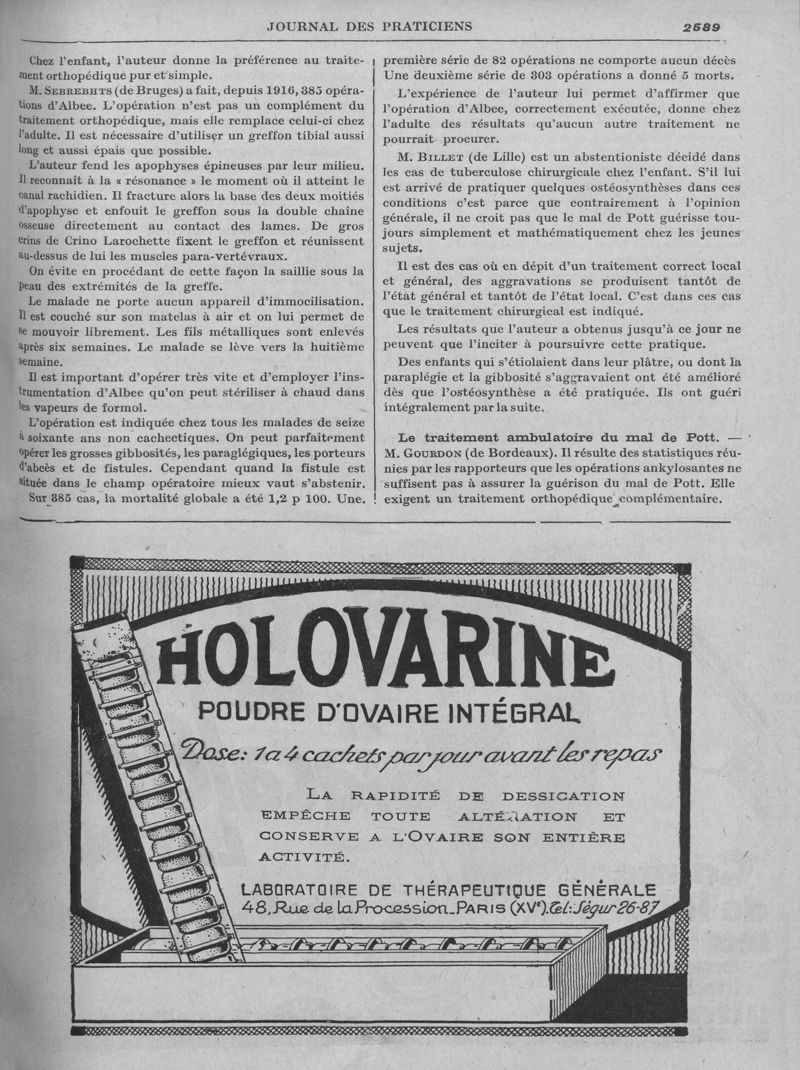 JOURNAL DES PRATICIENS
2589
Chez l'enfant, l'auteur donne la préférence au traite-
ment orthopédique pur et simple.
M. SEBREBHTS (de Bruges) a fait, depuis 1916, 385 opéra-
tions d'Albee. L'opération n'est pas un complément du
traitement orthopédique, mais elle remplace celui-ci chez
l'adulte. Il est nécessaire d'utiliser un greffon tibial aussi
long et aussi épais que possible.
L'auteur fend les apophyses épineuses par leur milieu.
Il reconnaît à la « résonance » le moment où il atteint le
canal rachidien. Il fracture alors la base des deux moitiés
d'apophyse et enfouit le greffon sous la double chaîne
osseuse directement au contact des lames. De gros
crins de Crino Larochette fixent le greffon et réunissent
au-dessus de lui les muscles para-vertévraux.
On évite en procédant de cette façon la saillie sous la
peau des extrémités de la greffe.
Le malade ne porte aucun appareil d'immocilisation.
Il est couché sur son matelas à air et on lui permet de
se mouvoir librement. Les fils métalliques sont enlevés
après six semaines. Le malade se lève vers la huitième
semaine.
Il est important d'opérer très vite et d'employer l'ins-
trumentation d'Albee qu'on peut stériliser à chaud dans
les vapeurs de formol.
L'opération est indiquée chez tous les malades de seize
à soixante ans non cachectiques. On peut parfaitement
opérer les grosses gibbosités, les paraglégiques, les porteurs
d'abcès et de fistules. Cependant quand la fistule est
située dans le champ opératoire mieux vaut s'abstenir.
Sur 385 cas, la mortalité globale a été 1,2 p 100. Une.
première série de 82 opérations ne comporte aucun décès
Une deuxième série de 303 opérations a donné 5 morts.
L'expérience de l'auteur lui permet d'affirmer que
l'opération d'Albee, correctement exécutée, donne chez
l'adulte des résultats qu'aucun autre traitement ne
pourrait procurer.
M. BILLET (de Lille) est un abstentioniste décidé dans
les cas de tuberculose chirurgicale chez l'enfant. S'il lui
est arrivé de pratiquer quelques ostéosynthèses dans ces
conditions c'est parce que contrairement à l'opinion
générale, il ne croit pas que le mal de Pott guérisse tou-
jours simplement et mathématiquement chez les jeunes
sujets.
Il est des cas où en dépit d'un traitement correct local
et général, des aggravations se produisent tantôt de
l'état général et tantôt de l'état local. C'est dans ces cas
que le traitement chirurgical est indiqué.
Les résultats que l'auteur a obtenus jusqu'à ce jour ne
peuvent que l'inciter à poursuivre cette pratique.
Des enfants qui s'étiolaient dans leur plâtre, ou dont la
paraplégie et la gibbosité s'aggravaient ont été amélioré
dès que l'ostéosynthèse a été pratiquée. Ils ont guéri
intégralement par la suite.
Le traitement ambulatoire du mal de Pott. —
M. GOURDON (de Bordeaux). Il résulte des statistiques réu-
nies par les rapporteurs que les opérations ankylosantes ne
suffisent pas à assurer la guérison du mal de Pott. Elle
exigent un traitement orthopédique complémentaire.
HOLOVARINE
POUDRE D'OVAIRE INTÉGRAL
Dose: 1 a 4 cachets par jour avant les repas
LA RAPIDITÉ DE DESSICATION
EMPÊCHE TOUTE ALTÉRATION ET
CONSERVE A L'OVAIRE SON ENTIÈRE
ACTIVITÉ.
LABORATOIRE DE THÉRAPEUTIQUE GÉNÉRALE
48, Rue de La Procession_PARIS (XVe). Tél: Ségur 26-87